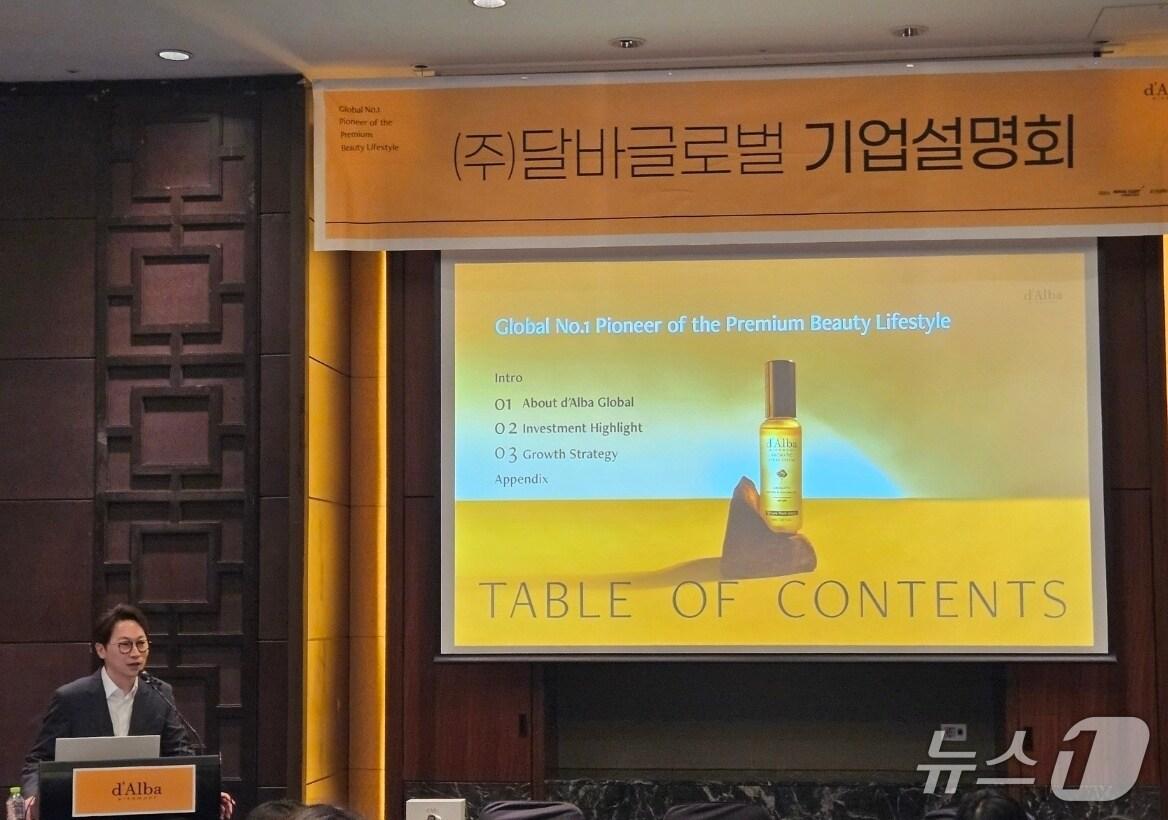 Global No.1
Pioneer of the
Premium
Beauty Lifestyle
(주)달바글로벌 기업설명회
d'A
d'Alba
Global No.1 Pioneer of the Premium Beauty Lifestyle
Intro
01 About d'Alba Global
02 Investment Highlight
03 Growth Strategy
Appendix
d'Alba
TABLE OF CONTENTS
d'Alba
PIEDMONT
뉴스1